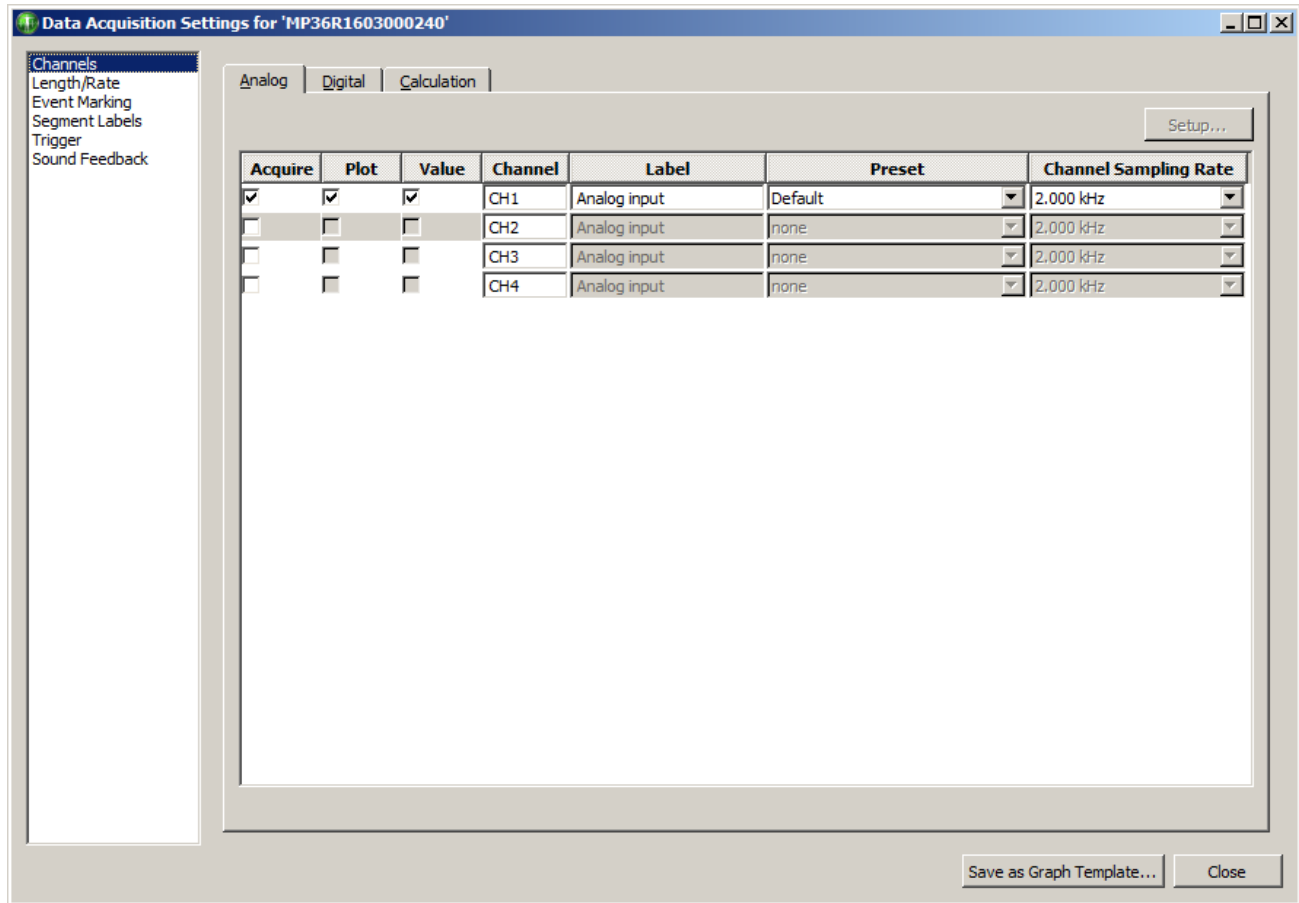 Data Acquisition Settings for 'MP36R1603000240'
Channels
Length/Rate
Event Marking
Segment Labels
Trigger
Sound Feedback
Analog Digital Calculation
Setup...
Acquire Plot Value Channel Label Preset Channel Sampling Rate
CH1 Analog input Default 2.000 kHz
CH2 Analog input none 2.000 kHz
CH3 Analog input none 2.000 kHz
CH4 Analog input none 2.000 kHz
Save as Graph Template... Close